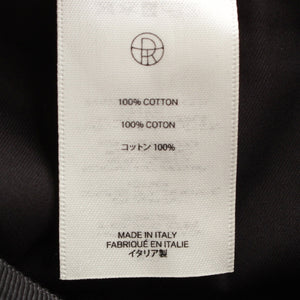 100% COTTON
100% COTON
コットン 100%
MADE IN ITALY
FABRIQUÉ EN ITALIE
イタリア製